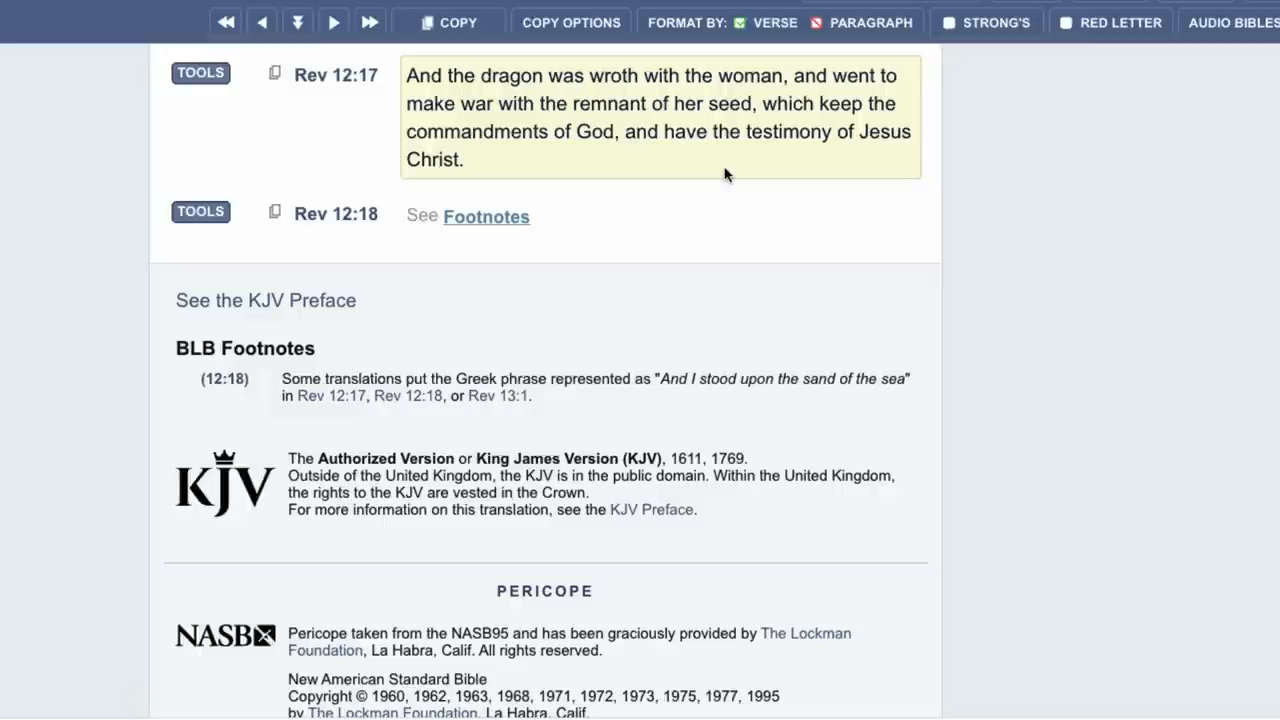 COPY COPY OPTIONS FORMAT BY: VERSE PARAGRAPH STRONG'S RED LETTER AUDIO BIBLES
TOOLS Rev 12:17 And the dragon was wroth with the woman, and went to
make war with the remnant of her seed, which keep the
commandments of God, and have the testimony of Jesus
Christ.
TOOLS Rev 12:18 See Footnotes
See the KJV Preface
BLB Footnotes
(12:18) Some translations put the Greek phrase represented as "And I stood upon the sand of the sea"
in Rev 12:17, Rev 12:18, or Rev 13:1.
KJV
The Authorized Version or King James Version (KJV), 1611, 1769.
Outside of the United Kingdom, the KJV is in the public domain. Within the United Kingdom,
the rights to the KJV are vested in the Crown.
For more information on this translation, see the KJV Preface.
PERICOPE
NASB Pericope taken from the NASB95 and has been graciously provided by The Lockman
Foundation, La Habra, Calif. All rights reserved.
New American Standard Bible
Copyright © 1960, 1962, 1963, 1968, 1971, 1972, 1973, 1975, 1977, 1995
by The Lockman Foundation, La Habra, Calif.